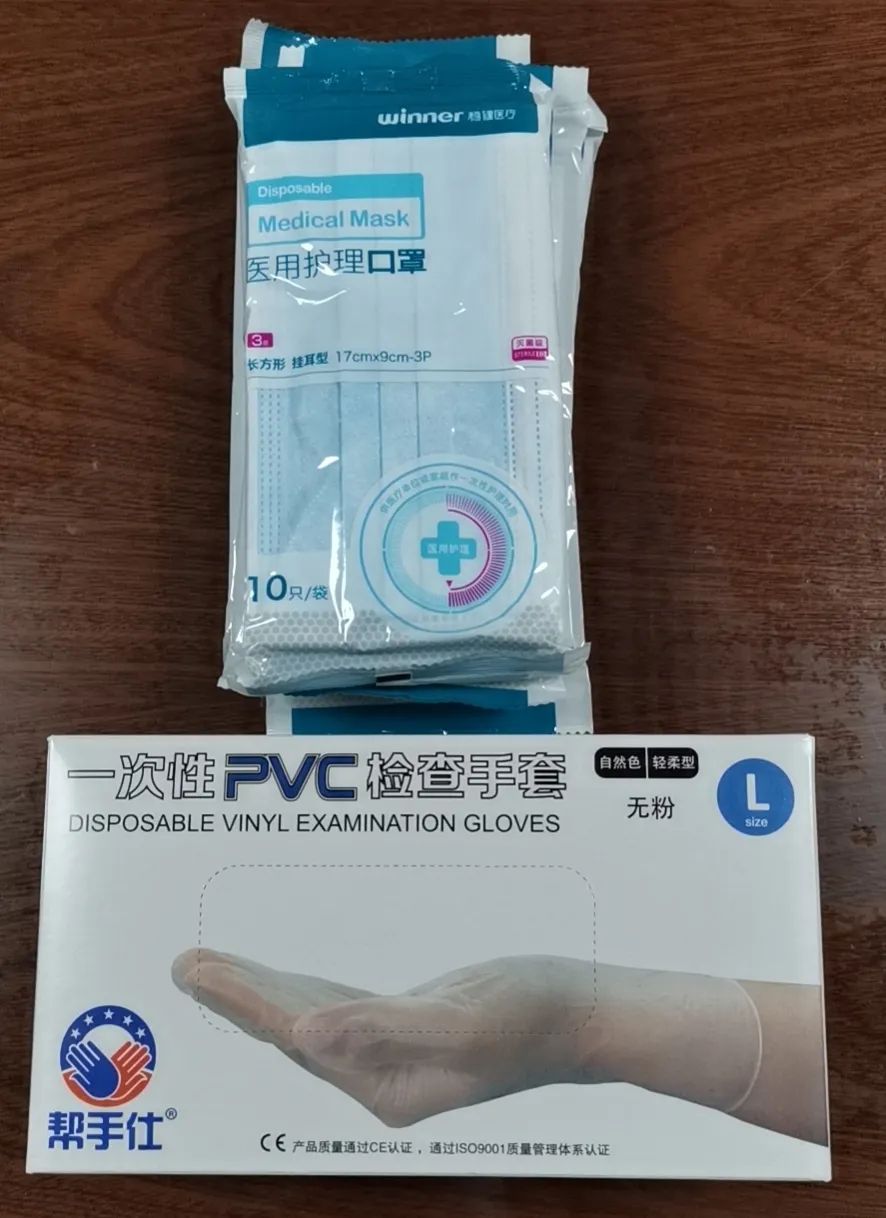 winner 稳健医疗
Disposable
Medical Mask
医用护理口罩
3层
灭菌级
长方形 挂耳型 17cmx9cm-3P
STERILE EO
医用护理
10只/袋
一次性PVC检查手套
自然色 轻柔型
DISPOSABLE VINYL EXAMINATION GLOVES
无粉
L
size
帮手仕®
CE 产品质量通过CE认证，通过ISO9001质量管理体系认证